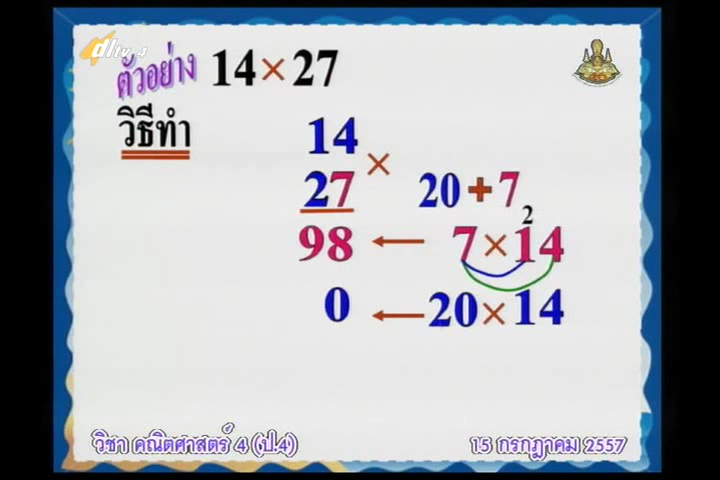 dltv 4
ตัวอย่าง 14×27
วิธีทำ
14
×
27 20+7
2
98 ← 7×14
0 ← 20×14
วิชา คณิตศาสตร์ 4 (ป.4) 15 กรกฎาคม 2557